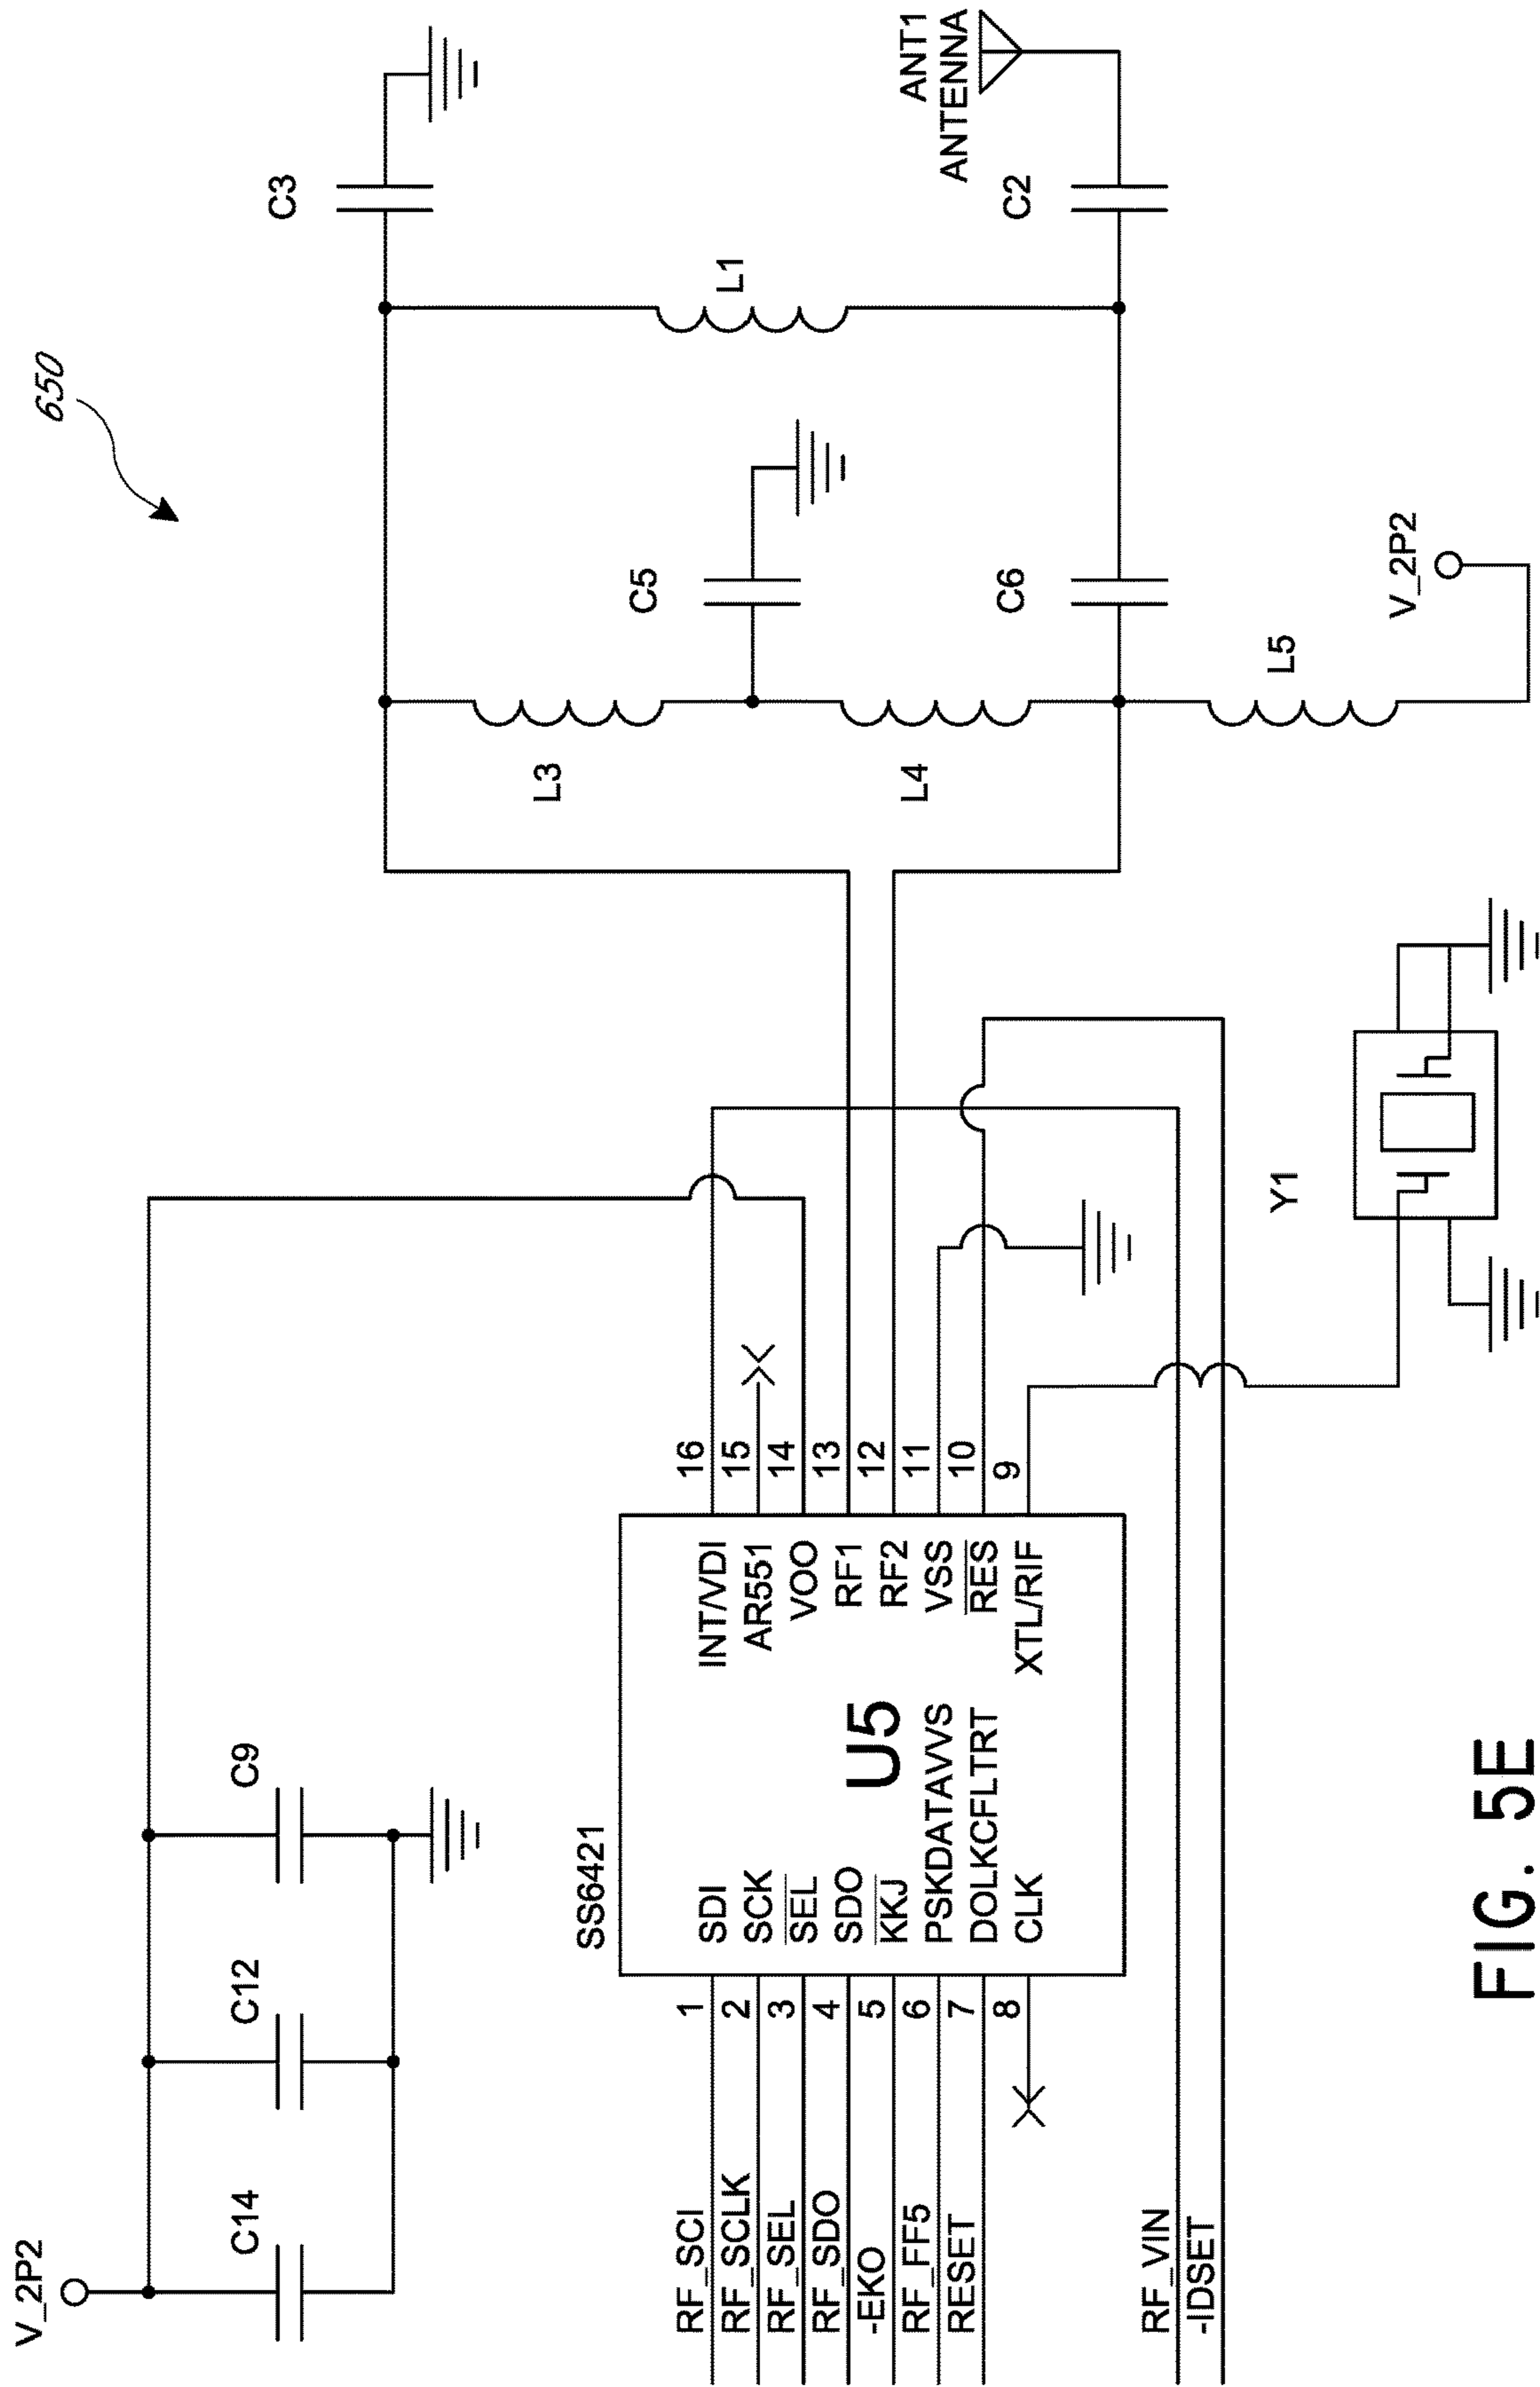 650
V_2P2
C14
C12
C9
C3
L1
C5
C6
C2
ANT1
ANTENNA
L3
L4
L5
V_2P2
SS6421
U5
RF_SCI
RF_SCLK
RF_SEL
RF_SDO
-EKO
RF_FF5
RESET
RF_VIN
-IDSET
1
2
3
4
5
6
7
8
SDI
SCK
SEL
SDO
KKJ
PSKDATAVVS
DOLKCFLTRT
CLK
INT/VDI
AR551
VOO
RF1
RF2
VSS
RES
XTL/RIF
16
15
14
13
12
11
10
9
Y1
FIG. 5E